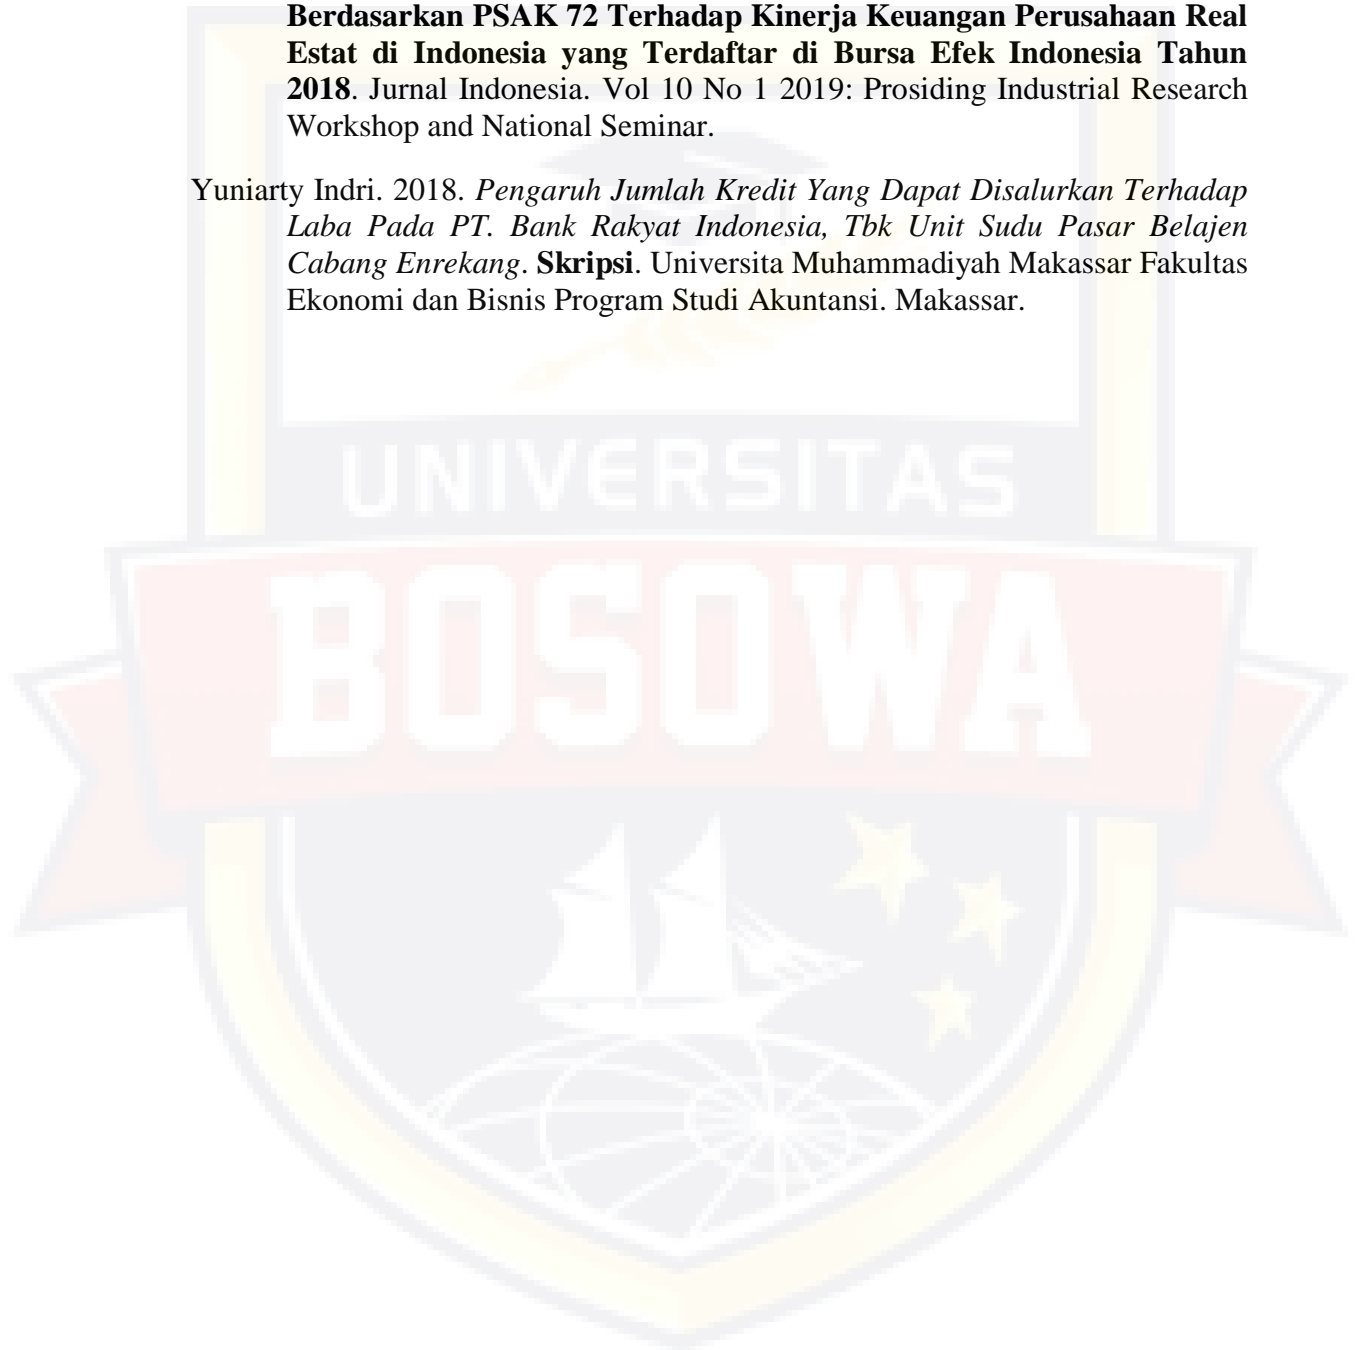 Berdasarkan PSAK 72 Terhadap Kinerja Keuangan Perusahaan Real
Estat di Indonesia yang Terdaftar di Bursa Efek Indonesia Tahun
2018. Jurnal Indonesia. Vol 10 No 1 2019: Prosiding Industrial Research
Workshop and National Seminar.
Yuniarty Indri. 2018. Pengaruh Jumlah Kredit Yang Dapat Disalurkan Terhadap
Laba Pada PT. Bank Rakyat Indonesia, Tbk Unit Sudu Pasar Belajen
Cabang Enrekang. Skripsi. Universita Muhammadiyah Makassar Fakultas
Ekonomi dan Bisnis Program Studi Akuntansi. Makassar.
UNIVERSITAS
BOSOWA